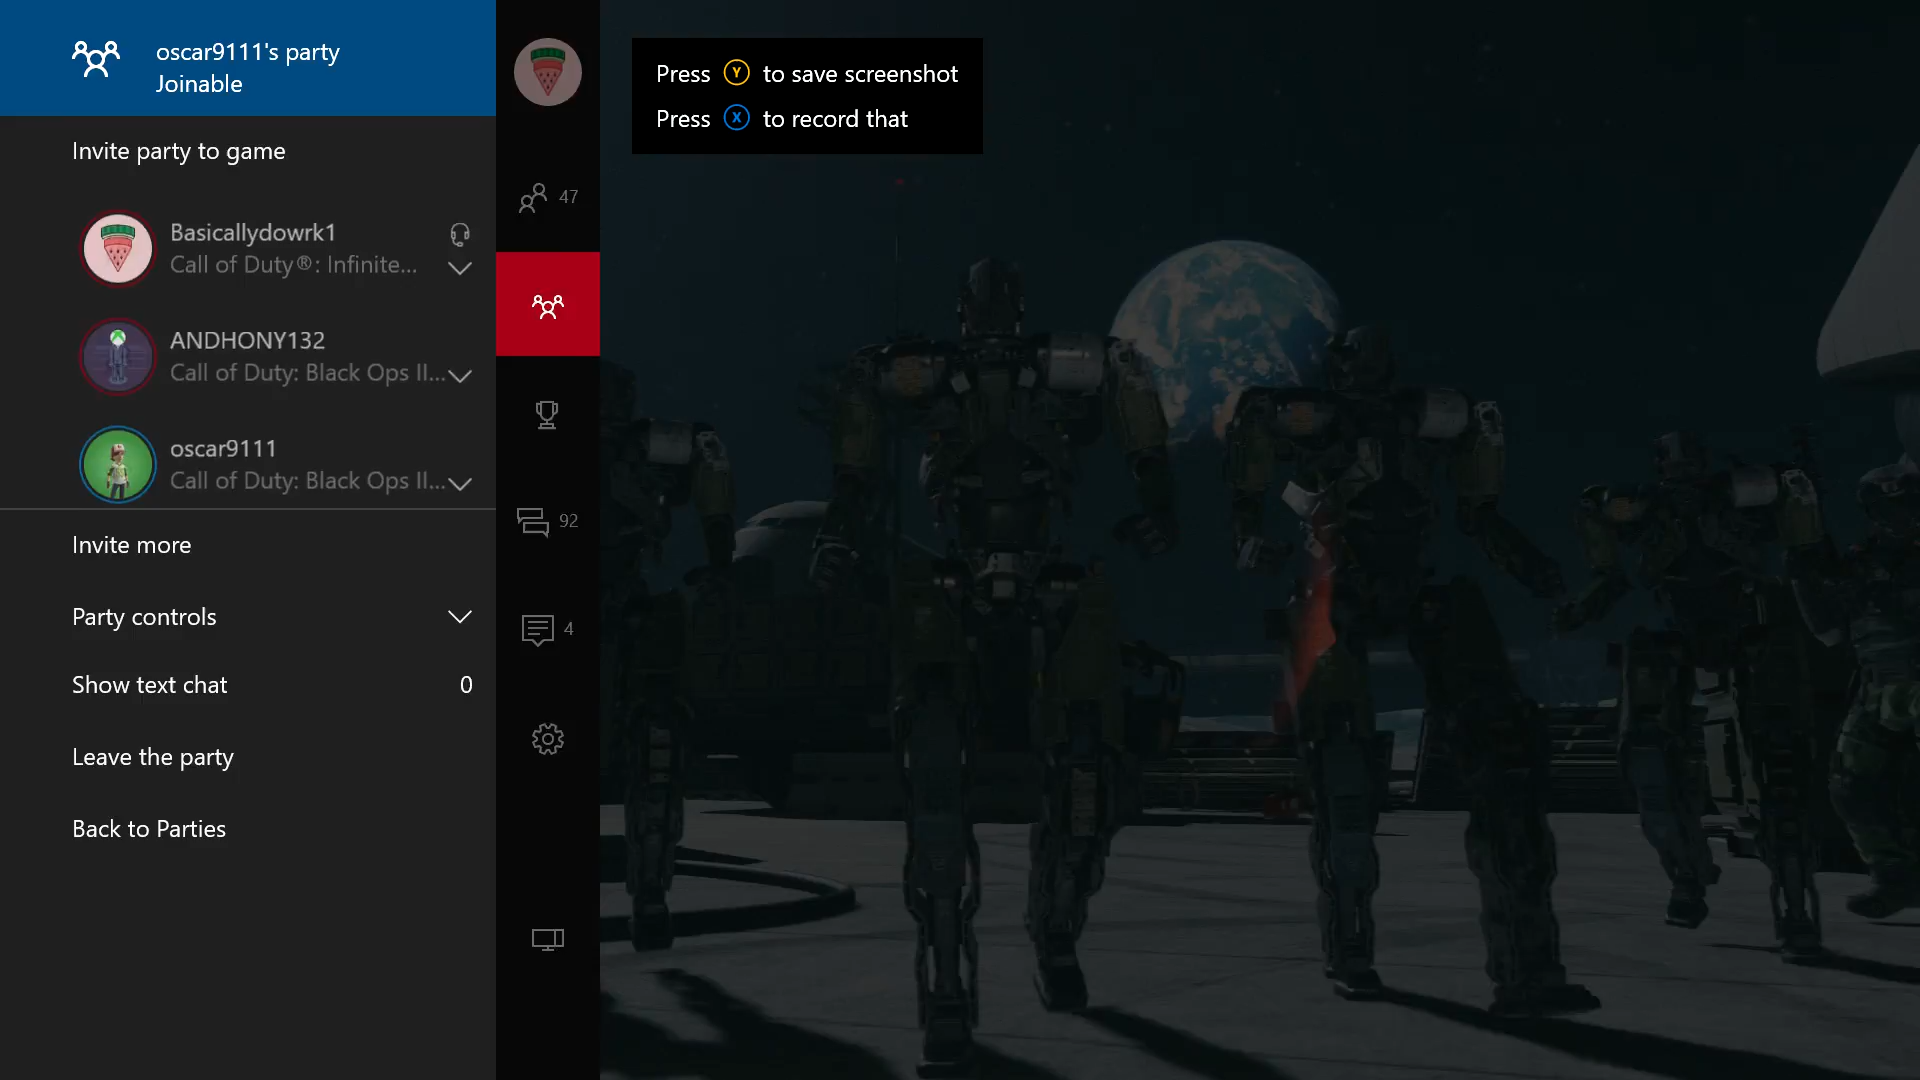 oscar9111's party
Joinable
Invite party to game
Basicallydowrk1
Call of Duty®: Infinite...
ANDHONY132
Call of Duty: Black Ops II...
oscar9111
Call of Duty: Black Ops II...
Invite more
Party controls
Show text chat 0
Leave the party
Back to Parties
47
92
4
Press Y to save screenshot
Press X to record that